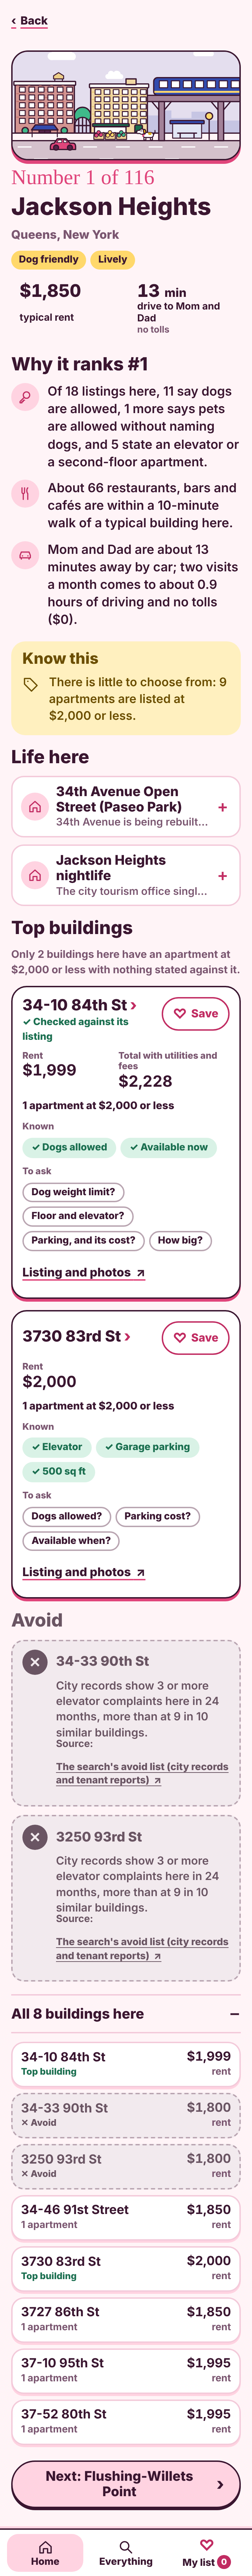 ‹ Back
Number 1 of 116
Jackson Heights
Queens, New York
Dog friendly Lively
$1,850 13 min
typical rent drive to Mom and
Dad
no tolls
Why it ranks #1
Of 18 listings here, 11 say dogs
are allowed, 1 more says pets
are allowed without naming
dogs, and 5 state an elevator or
a second-floor apartment.
About 66 restaurants, bars and
cafés are within a 10-minute
walk of a typical building here.
Mom and Dad are about 13
minutes away by car; two visits
a month comes to about 0.9
hours of driving and no tolls
($0).
Know this
There is little to choose from: 9
apartments are listed at
$2,000 or less.
Life here
34th Avenue Open
Street (Paseo Park) +
34th Avenue is being rebuilt...
Jackson Heights
nightlife +
The city tourism office singl...
Top buildings
Only 2 buildings here have an apartment at
$2,000 or less with nothing stated against it.
34-10 84th St › Save
✓ Checked against its
listing
Rent Total with utilities and
fees
$1,999 $2,228
1 apartment at $2,000 or less
Known
✓ Dogs allowed ✓ Available now
To ask
Dog weight limit?
Floor and elevator?
Parking, and its cost? How big?
Listing and photos ↗
3730 83rd St › Save
Rent
$2,000
1 apartment at $2,000 or less
Known
✓ Elevator ✓ Garage parking
✓ 500 sq ft
To ask
Dogs allowed? Parking cost?
Available when?
Listing and photos ↗
Avoid
✕ 34-33 90th St
City records show 3 or more
elevator complaints here in 24
months, more than at 9 in 10
similar buildings.
Source:
The search's avoid list (city records
and tenant reports) ↗
✕ 3250 93rd St
City records show 3 or more
elevator complaints here in 24
months, more than at 9 in 10
similar buildings.
Source:
The search's avoid list (city records
and tenant reports) ↗
All 8 buildings here −
34-10 84th St $1,999
Top building rent
34-33 90th St $1,800
✕ Avoid rent
3250 93rd St $1,800
✕ Avoid rent
34-46 91st Street $1,850
1 apartment rent
3730 83rd St $2,000
Top building rent
3727 86th St $1,850
1 apartment rent
37-10 95th St $1,995
1 apartment rent
37-52 80th St $1,995
1 apartment rent
Next: Flushing-Willets
Point ›
Home Everything My list 0